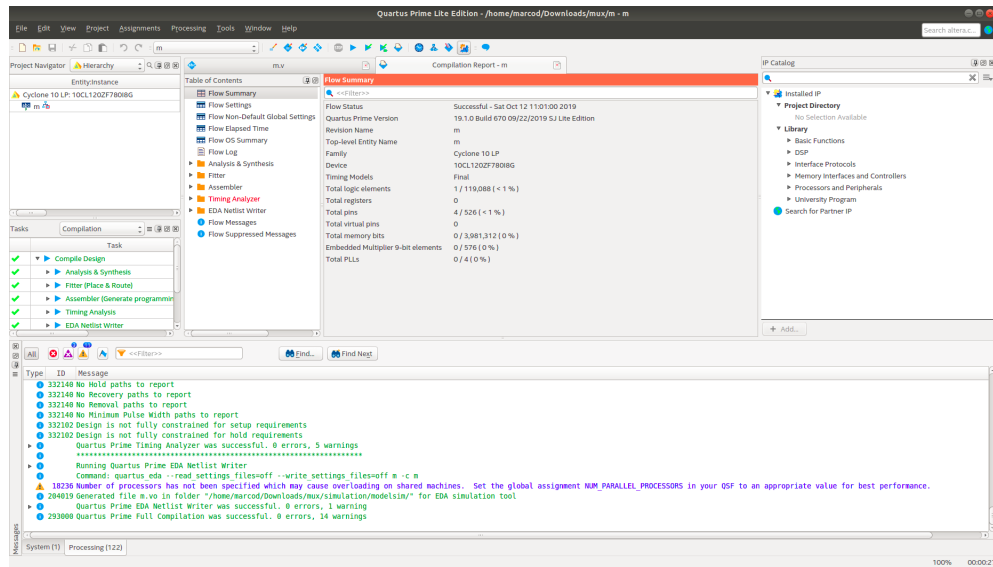 Quartus Prime Lite Edition - /home/marcod/Downloads/mux/m - m
File Edit View Project Assignments Processing Tools Window Help
Search altera.c...
m
Project Navigator Hierarchy
Entity:Instance
Cyclone 10 LP: 10CL120ZF780I8G
m
Tasks Compilation
Task
Compile Design
Analysis & Synthesis
Fitter (Place & Route)
Assembler (Generate programmin
Timing Analysis
EDA Netlist Writer
m.v
Compilation Report - m
Table of Contents
Flow Summary
Flow Settings
Flow Non-Default Global Settings
Flow Elapsed Time
Flow OS Summary
Flow Log
Analysis & Synthesis
Fitter
Assembler
Timing Analyzer
EDA Netlist Writer
Flow Messages
Flow Suppressed Messages
Flow Summary
<<Filter>>
Flow Status Successful - Sat Oct 12 11:01:00 2019
Quartus Prime Version 19.1.0 Build 670 09/22/2019 SJ Lite Edition
Revision Name m
Top-level Entity Name m
Family Cyclone 10 LP
Device 10CL120ZF780I8G
Timing Models Final
Total logic elements 1 / 119,088 ( < 1 % )
Total registers 0
Total pins 4 / 526 ( < 1 % )
Total virtual pins 0
Total memory bits 0 / 3,981,312 ( 0 % )
Embedded Multiplier 9-bit elements 0 / 576 ( 0 % )
Total PLLs 0 / 4 ( 0 % )
IP Catalog
Installed IP
Project Directory
No Selection Available
Library
Basic Functions
DSP
Interface Protocols
Memory Interfaces and Controllers
Processors and Peripherals
University Program
Search for Partner IP
+ Add...
All <<Filter>> Find... Find Next
Type ID Message
332140 No Hold paths to report
332140 No Recovery paths to report
332140 No Removal paths to report
332140 No Minimum Pulse Width paths to report
332102 Design is not fully constrained for setup requirements
332102 Design is not fully constrained for hold requirements
Quartus Prime Timing Analyzer was successful. 0 errors, 5 warnings
*******************************************************************
Running Quartus Prime EDA Netlist Writer
Command: quartus_eda --read_settings_files=off --write_settings_files=off m -c m
18236 Number of processors has not been specified which may cause overloading on shared machines. Set the global assignment NUM_PARALLEL_PROCESSORS in your QSF to an appropriate value for best performance.
204019 Generated file m.vo in folder "/home/marcod/Downloads/mux/simulation/modelsim/" for EDA simulation tool
Quartus Prime EDA Netlist Writer was successful. 0 errors, 1 warning
293000 Quartus Prime Full Compilation was successful. 0 errors, 14 warnings
Messages
System (1) Processing (122)
100% 00:00:2